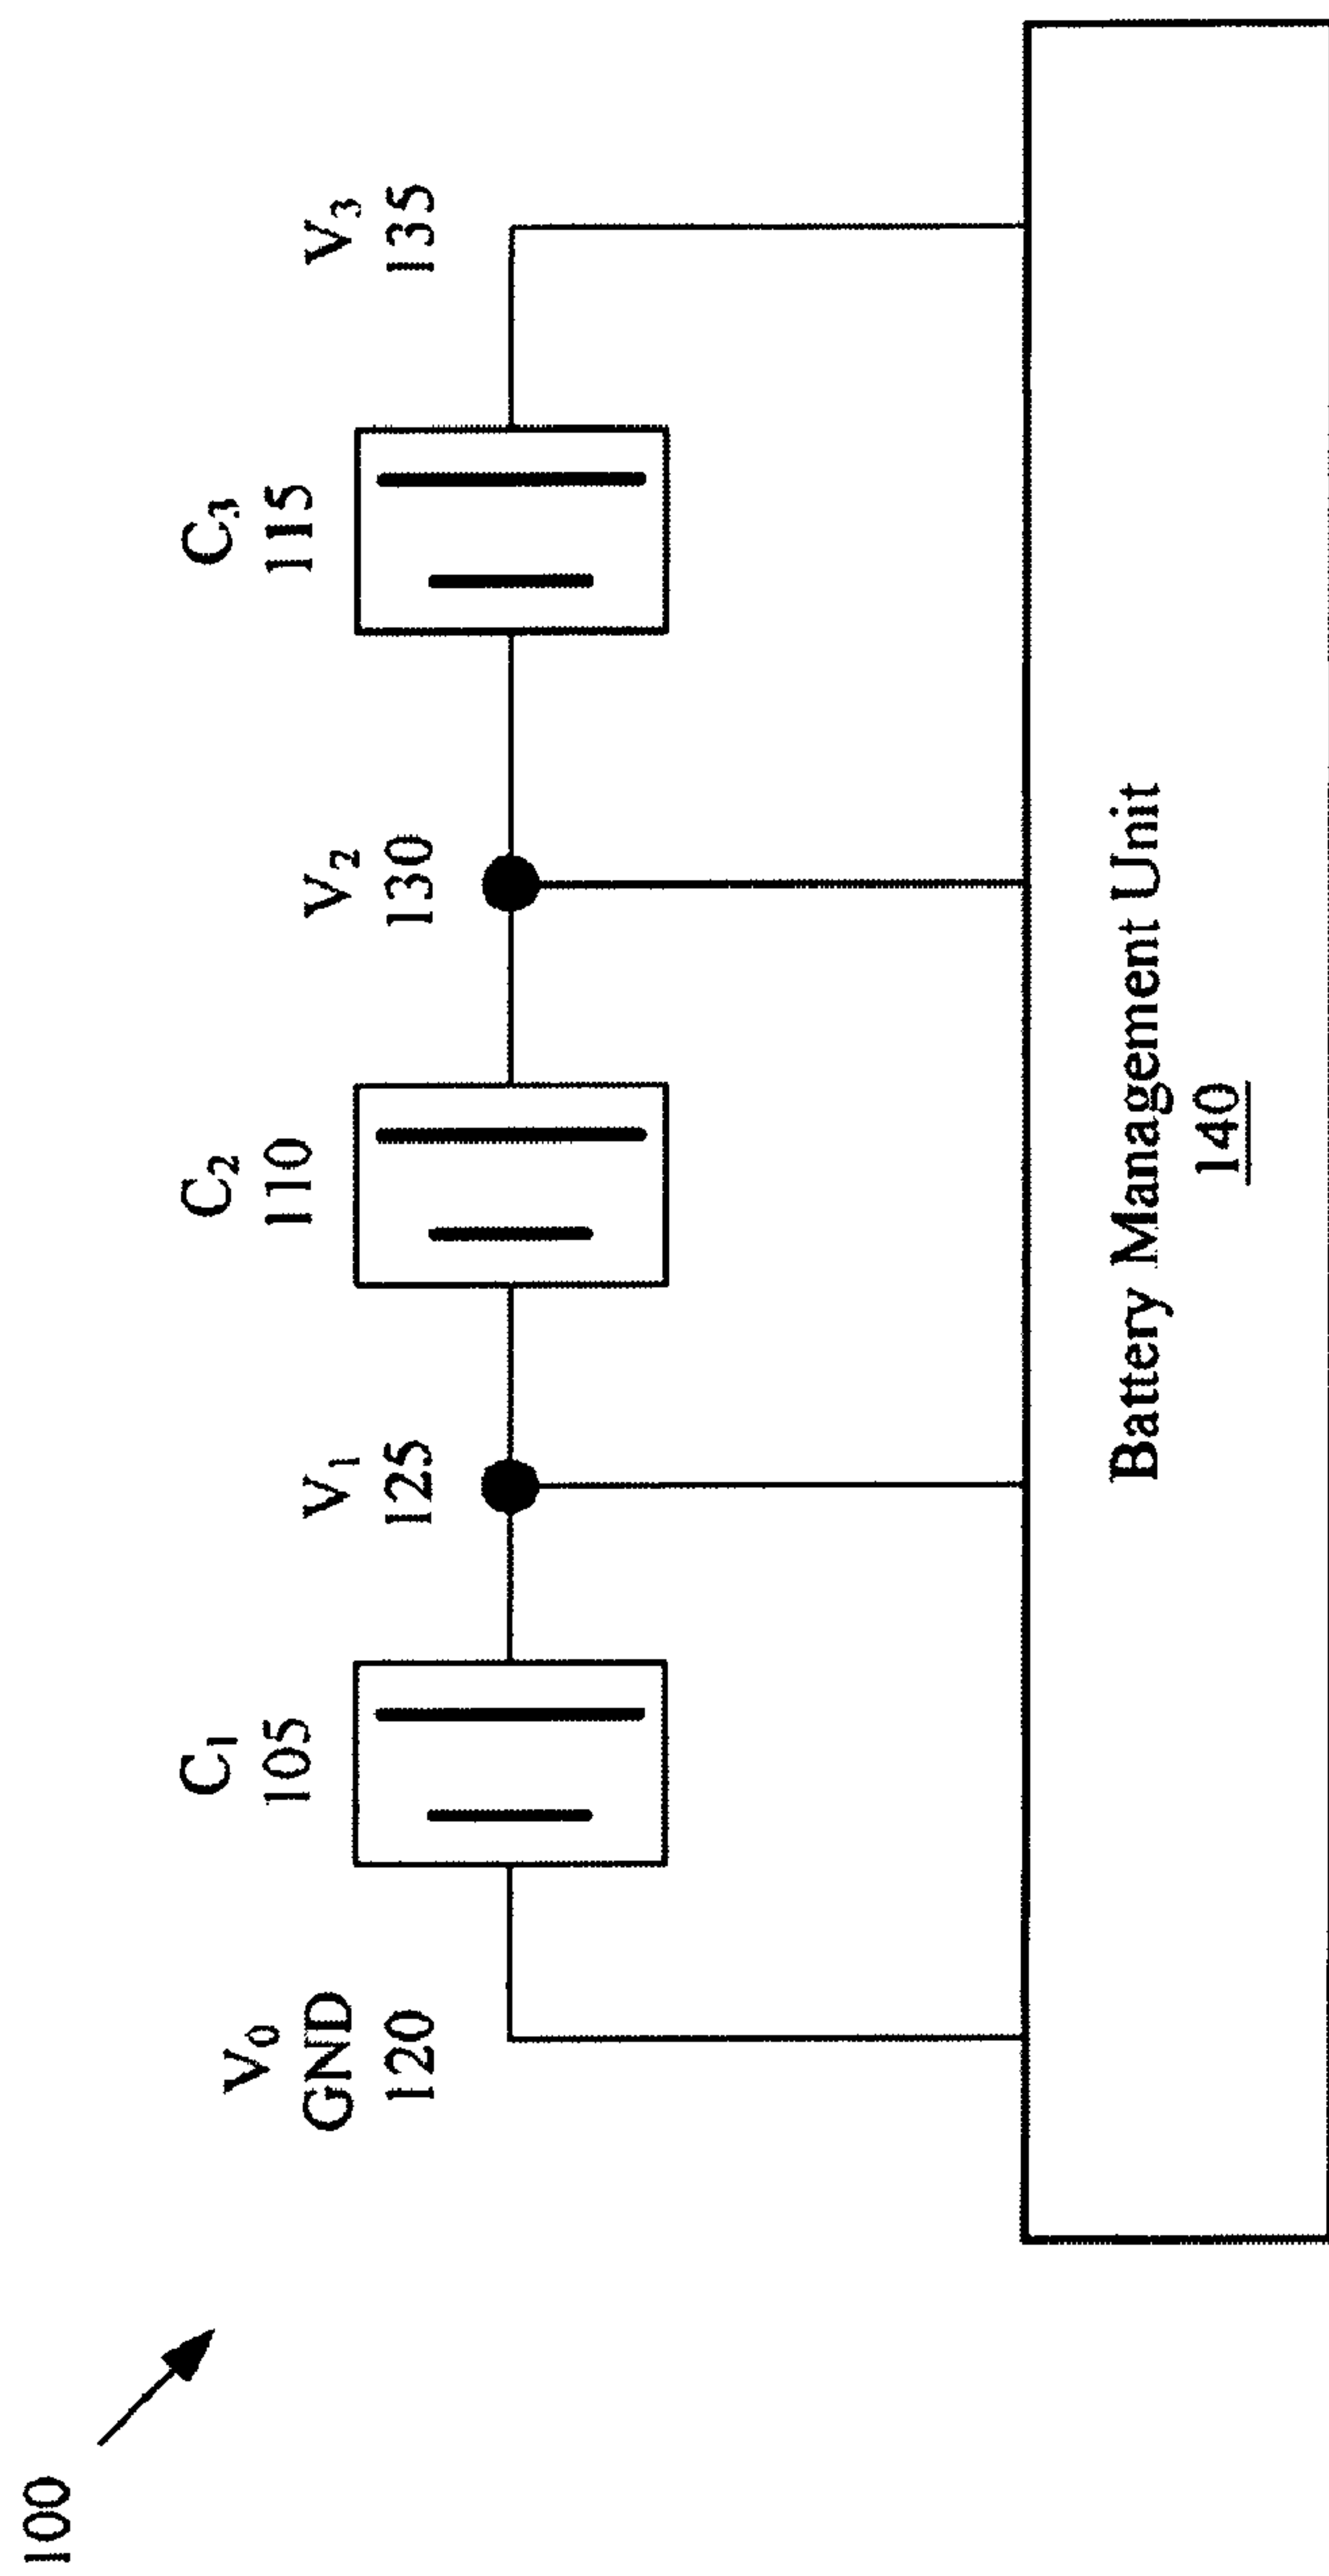 100
V₀
GND
120
C₁
105
V₁
125
C₂
110
V₂
130
C₃
115
V₃
135
Battery Management Unit
140